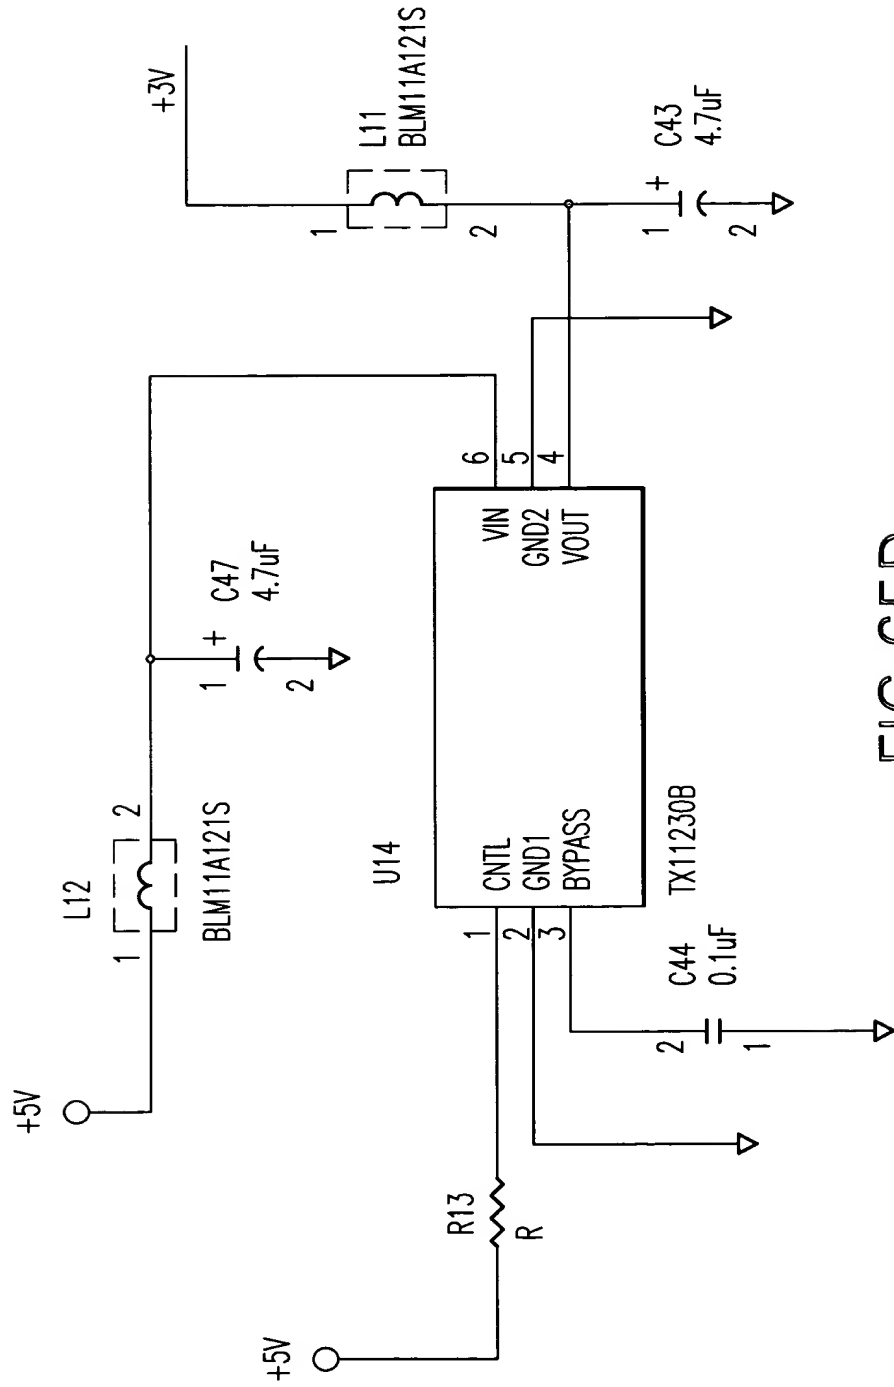 +5V
+3V
L12
1
2
BLM11A121S
L11
BLM11A121S
1
2
1
+
C47
4.7uF
2
+5V
R13
R
U14
1
CNTL
2
GND1
3
BYPASS
VIN
6
GND2
5
VOUT
4
TX11230B
C44
0.1uF
2
1
1
+
C43
4.7uF
2
FIG